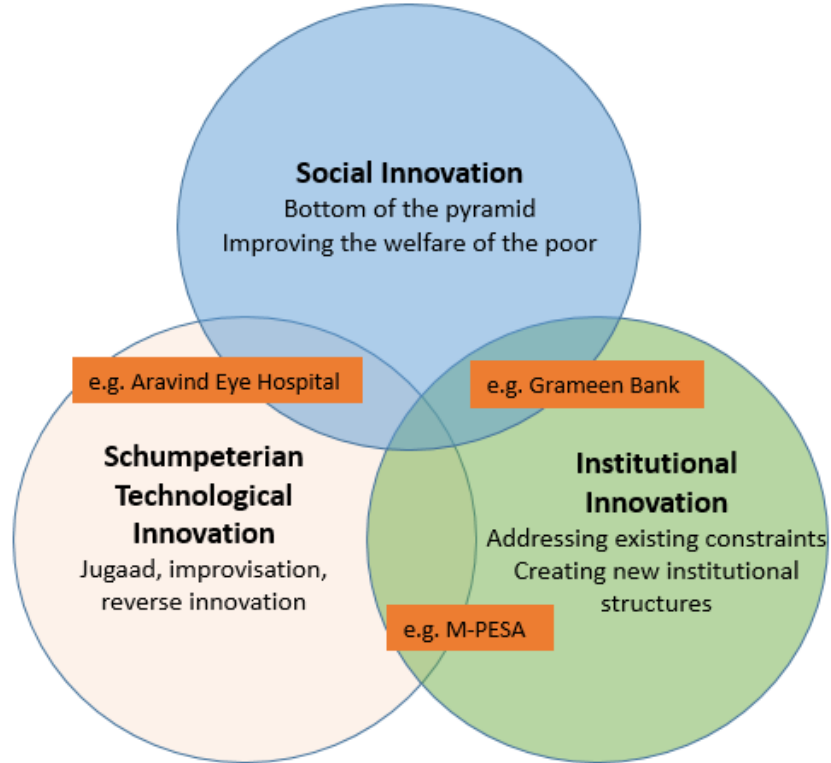 Social Innovation
Bottom of the pyramid
Improving the welfare of the poor
e.g. Aravind Eye Hospital
e.g. Grameen Bank
Schumpeterian
Technological
Innovation
Jugaad, improvisation,
reverse innovation
Institutional
Innovation
Addressing existing constraints
Creating new institutional
structures
e.g. M-PESA